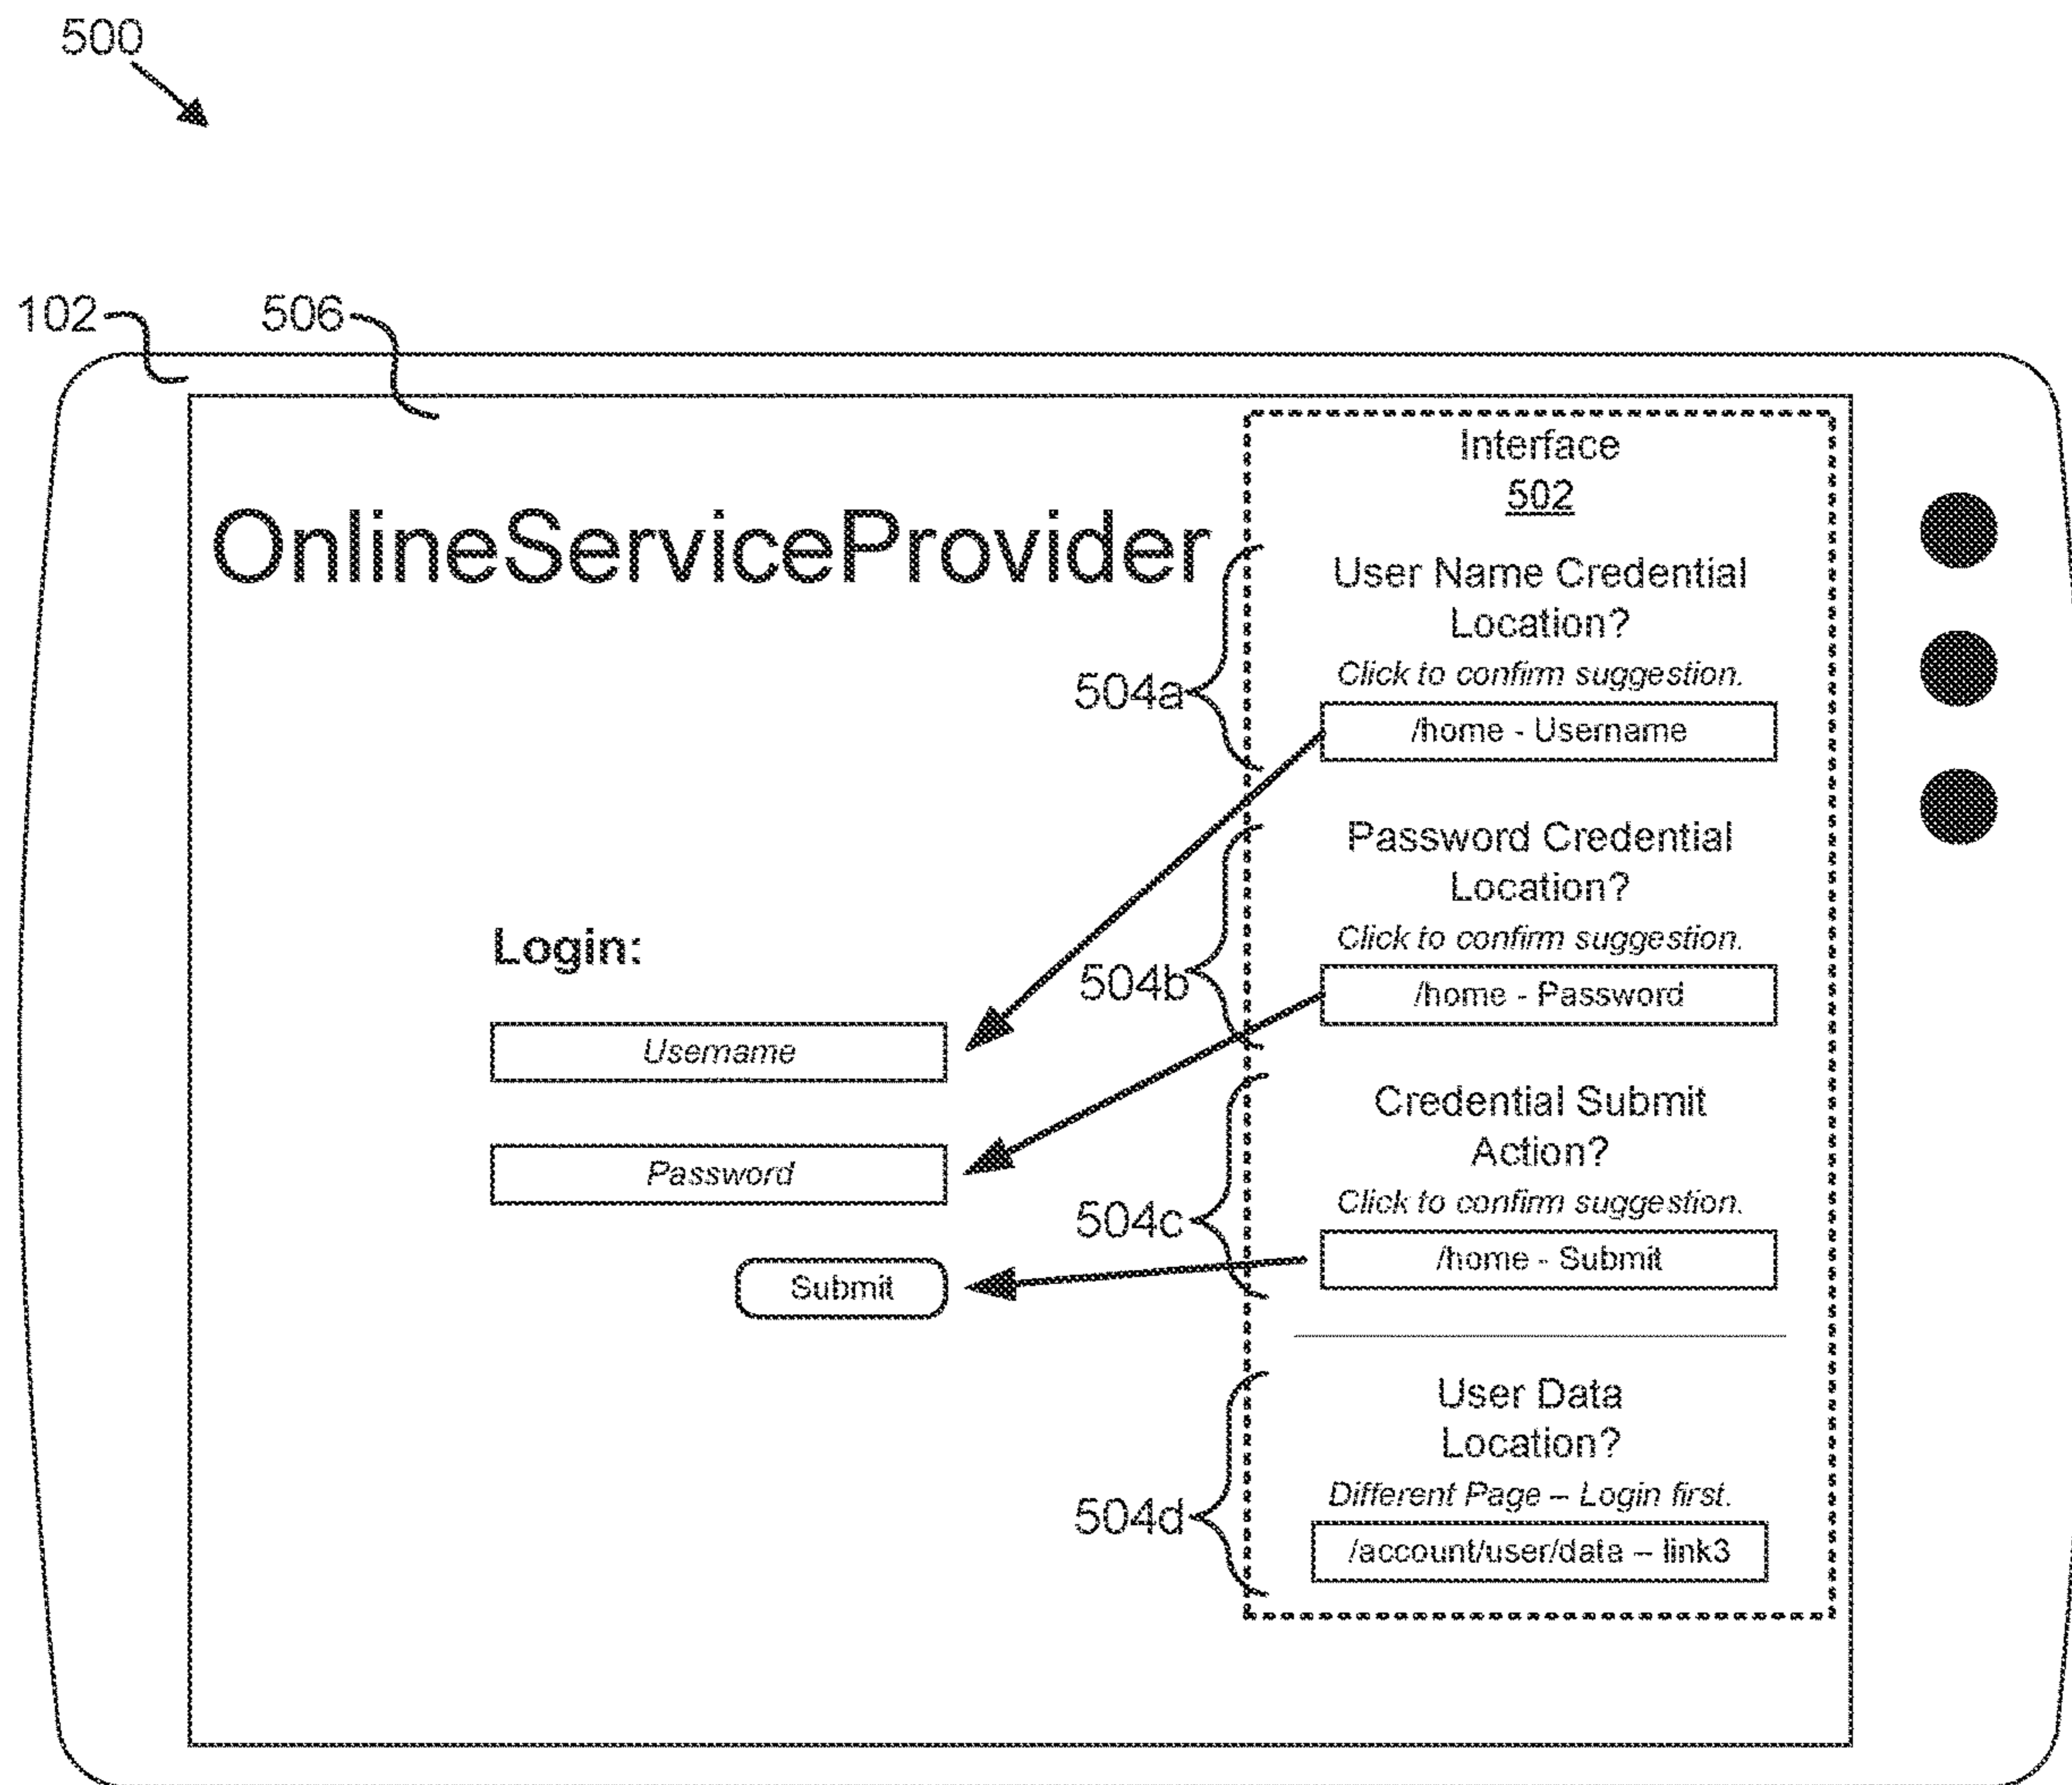 500
102
506
OnlineServiceProvider
Login:
Username
Password
Submit
Interface
502
504a
User Name Credential
Location?
Click to confirm suggestion.
/home - Username
504b
Password Credential
Location?
Click to confirm suggestion.
/home - Password
504c
Credential Submit
Action?
Click to confirm suggestion.
/home - Submit
504d
User Data
Location?
Different Page – Login first.
/account/user/data – link3